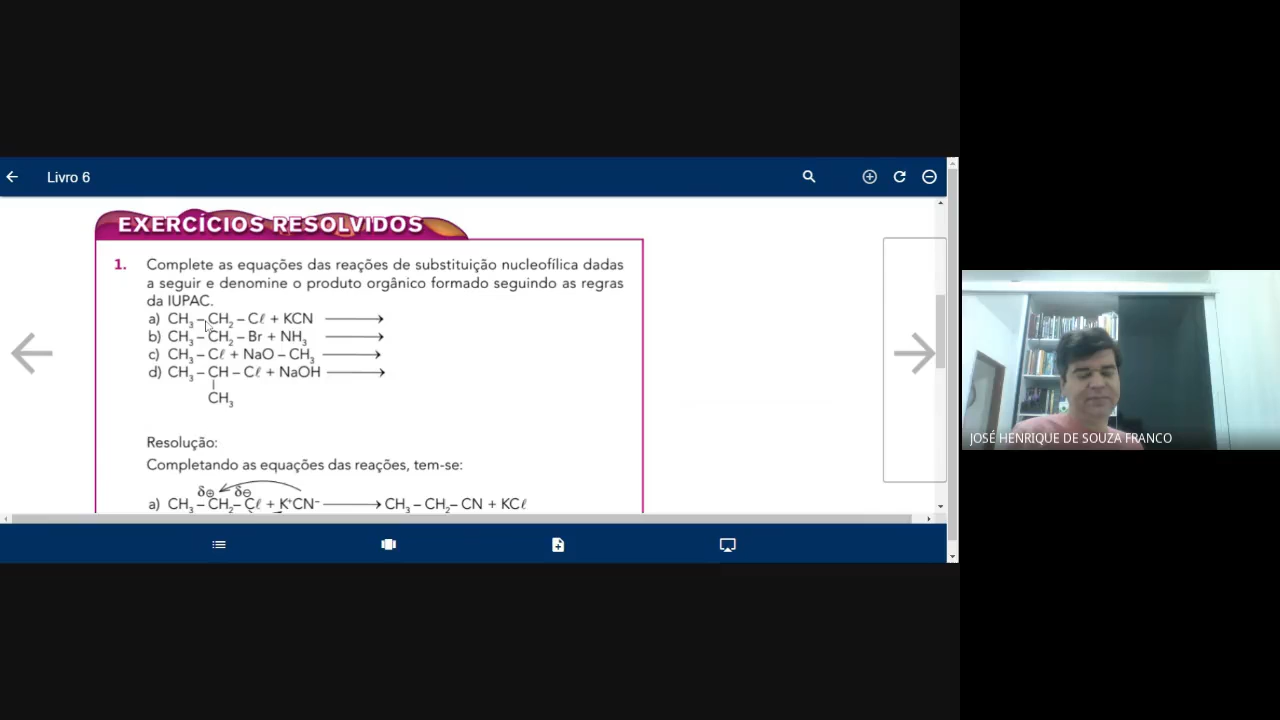 Livro 6
EXERCÍCIOS RESOLVIDOS
1. Complete as equações das reações de substituição nucleofílica dadas
a seguir e denomine o produto orgânico formado seguindo as regras
da IUPAC.
a) CH₃ – CH₂ – Cℓ + KCN ⟶
b) CH₃ – CH₂ – Br + NH₃ ⟶
c) CH₃ – Cℓ + NaO – CH₃ ⟶
d) CH₃ – CH – Cℓ + NaOH ⟶
|
CH₃
Resolução:
Completando as equações das reações, tem-se:
δ⊕ δ⊖
a) CH₃ – CH₂ – Cℓ + K⁺CN⁻ ⟶ CH₃ – CH₂ – CN + KCℓ
JOSÉ HENRIQUE DE SOUZA FRANCO